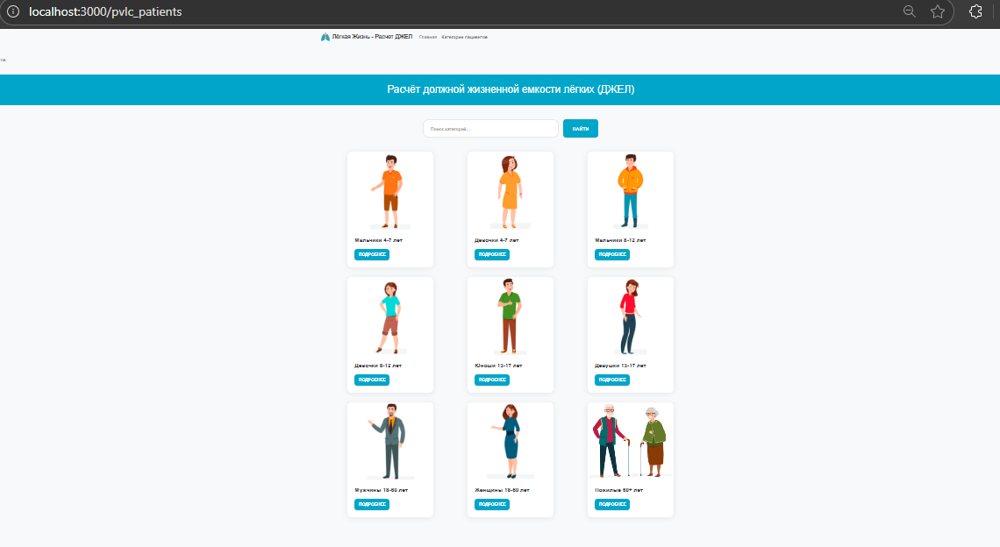 localhost:3000/pvlc_patients
Лёгкая Жизнь - Расчет ДЖЕЛ Главная Категории пациентов
тов
Расчёт должной жизненной емкости лёгких (ДЖЕЛ)
Поиск категорий... НАЙТИ
Мальчики 4-7 лет Девочки 4-7 лет Мальчики 8-12 лет
ПОДРОБНЕЕ ПОДРОБНЕЕ ПОДРОБНЕЕ
Девочки 8-12 лет Юноши 13-17 лет Девушки 13-17 лет
ПОДРОБНЕЕ ПОДРОБНЕЕ ПОДРОБНЕЕ
Мужчины 18-60 лет Женщины 18-60 лет Пожилые 60+ лет
ПОДРОБНЕЕ ПОДРОБНЕЕ ПОДРОБНЕЕ